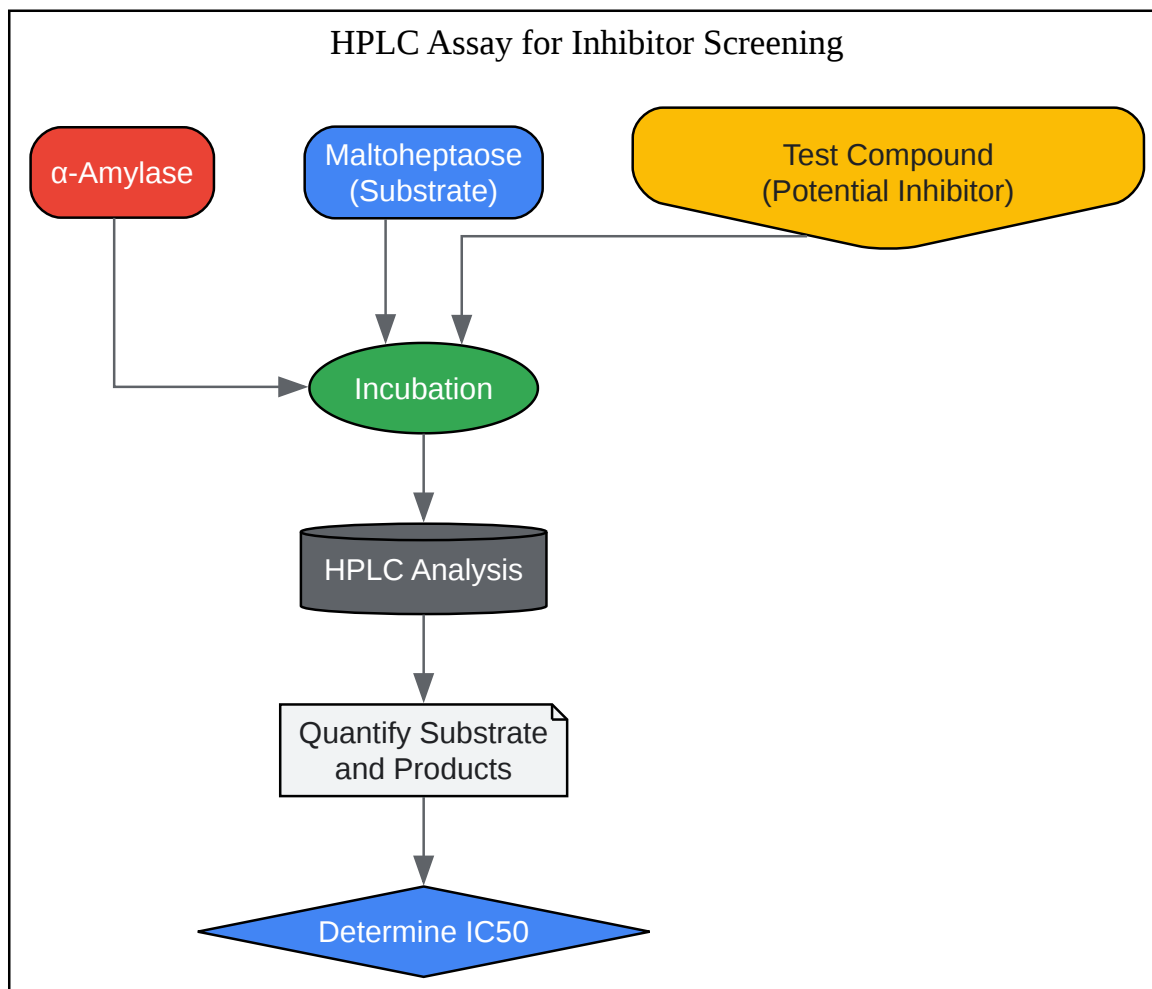 HPLC Assay for Inhibitor Screening
α-Amylase
Maltoheptaose
(Substrate)
Test Compound
(Potential Inhibitor)
Incubation
HPLC Analysis
Quantify Substrate
and Products
Determine IC50